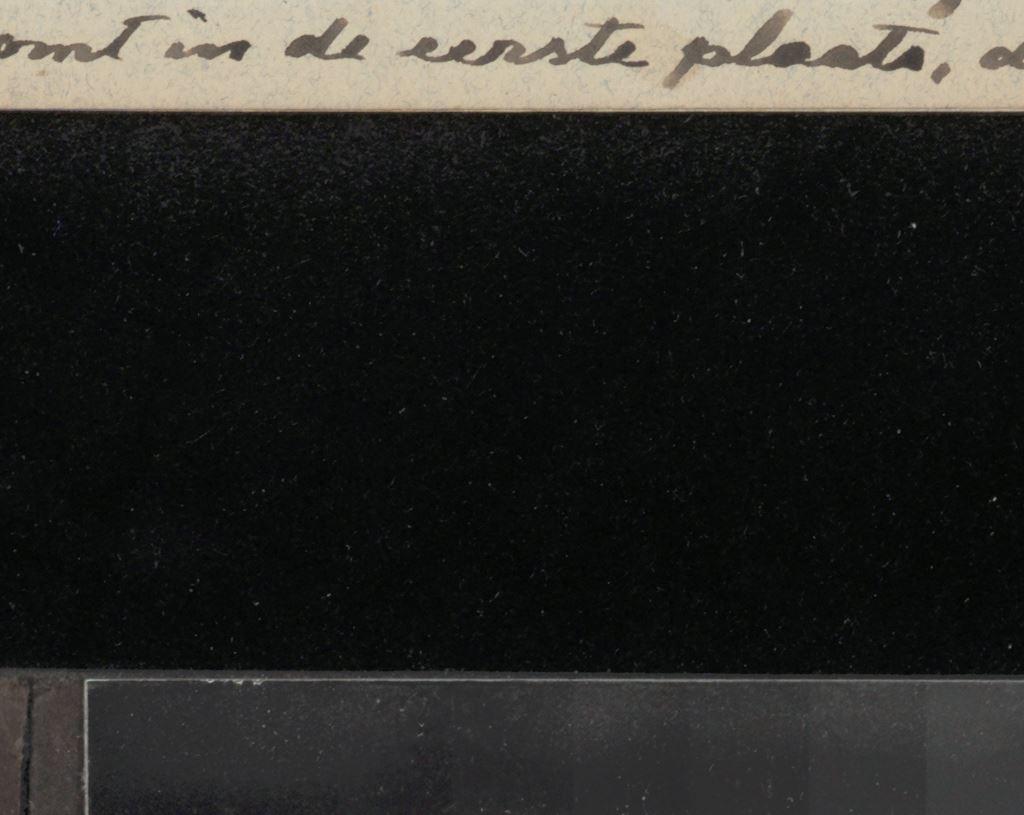 omt in de eerste plaats, d